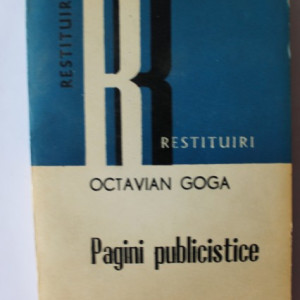 RESTITUIRI
R
RESTITUIRI
OCTAVIAN GOGA
Pagini publicistice